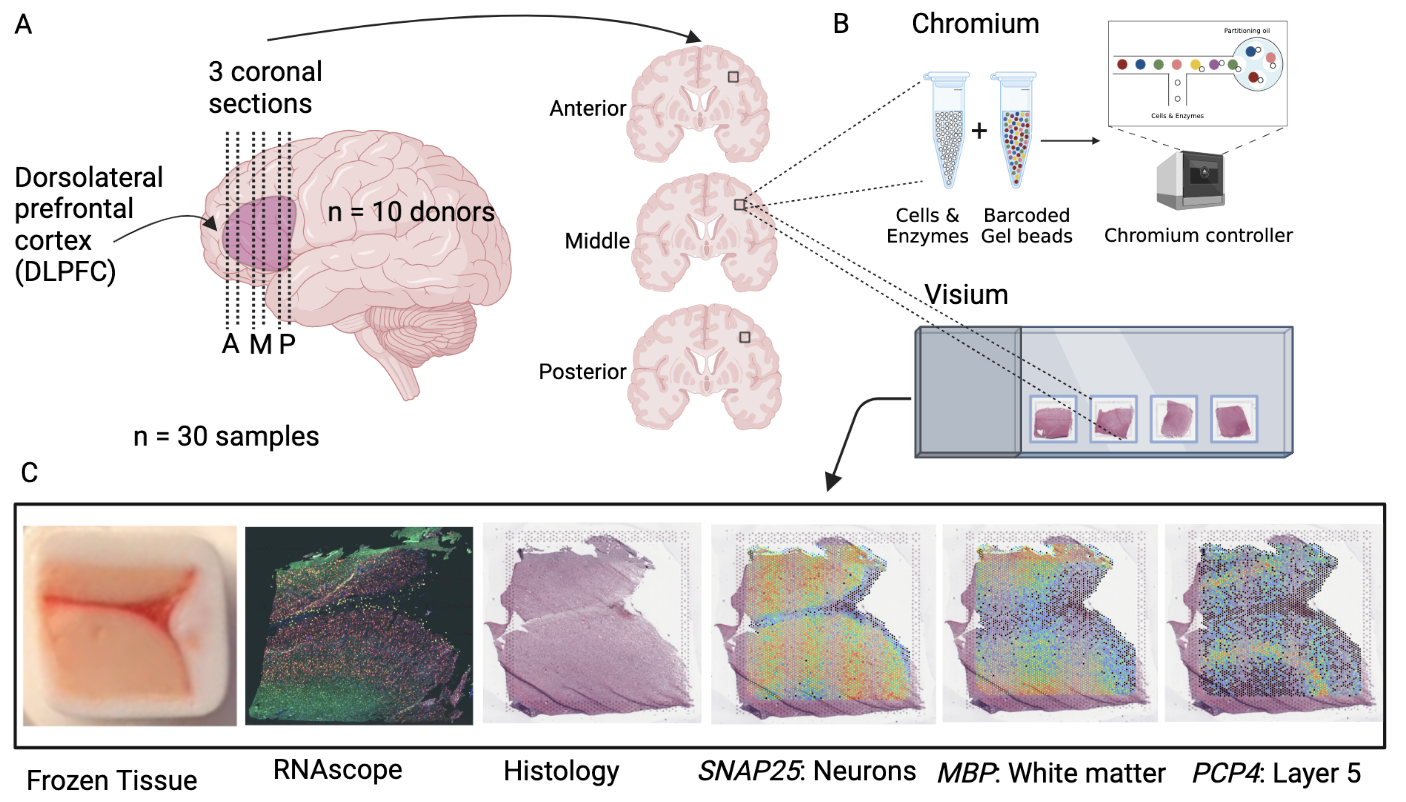 A
3 coronal
sections
Dorsolateral
prefrontal
cortex
(DLPFC)
n = 10 donors
A M P
n = 30 samples
Anterior
Middle
Posterior
B
Chromium
Partitioning oil
Cells & Enzymes
+
Cells &
Enzymes
Barcoded
Gel beads
Chromium controller
Visium
C
Frozen Tissue
RNAscope
Histology
SNAP25: Neurons
MBP: White matter
PCP4: Layer 5